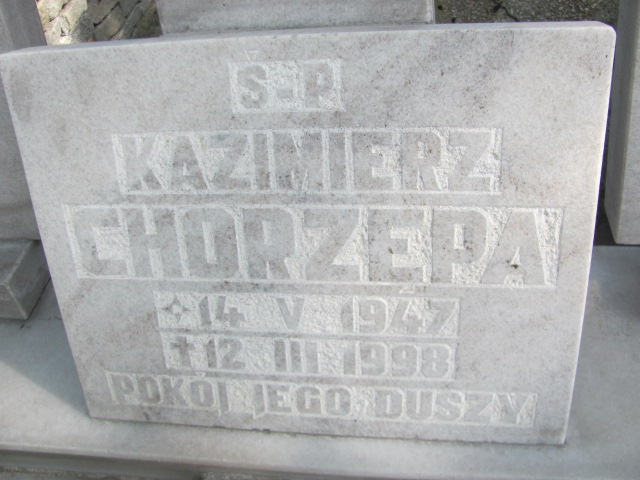 Ś-P
KAZIMIERZ
CHORZEPA
14 V 1947
✝ 12 III 1998
POKÓJ JEGO DUSZY